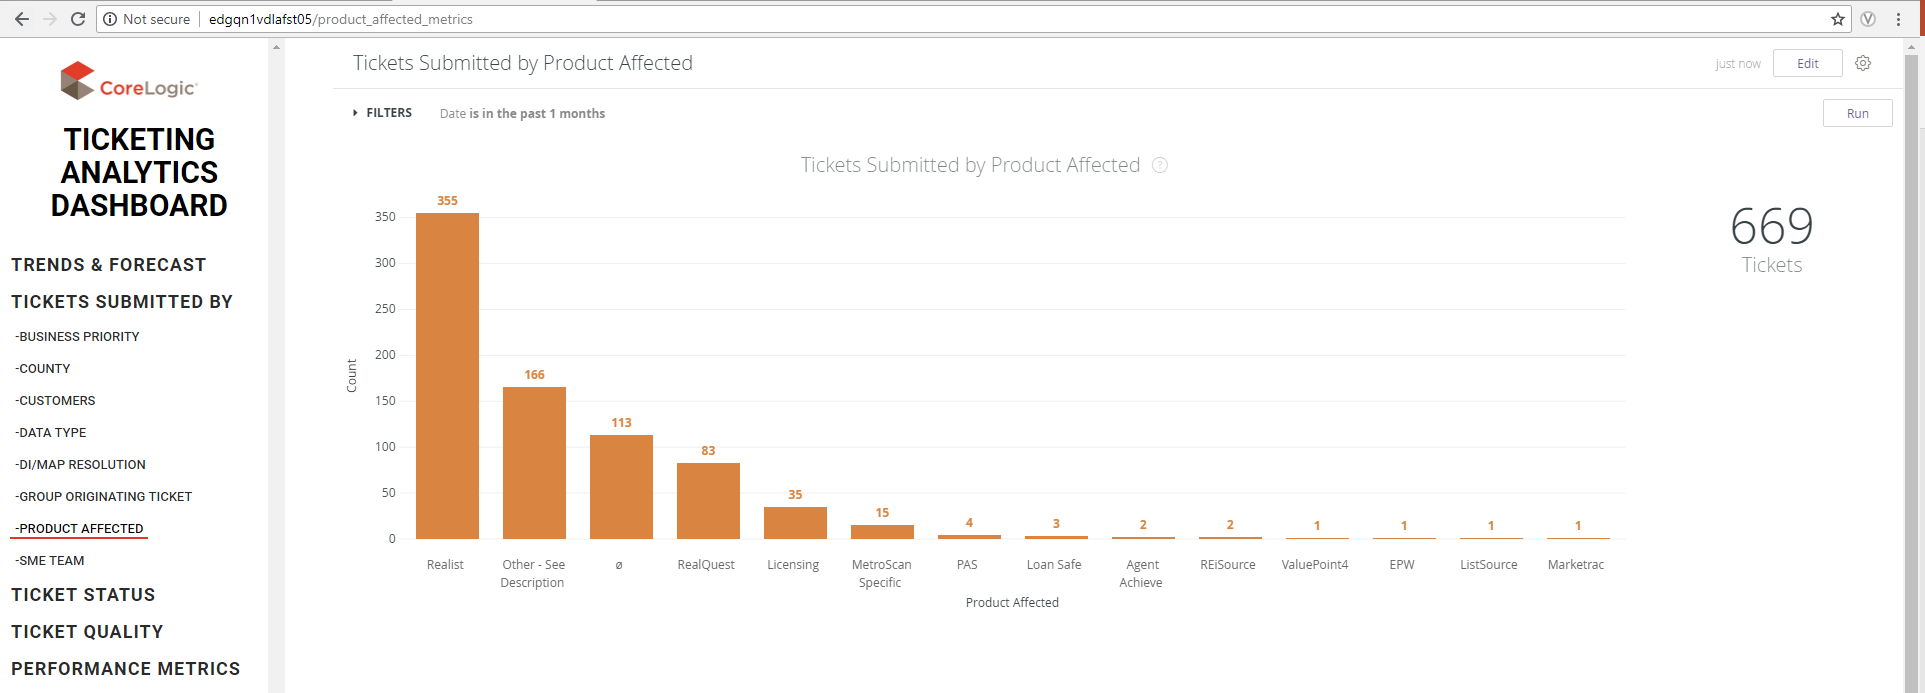 Not secure
edgqn1vdlafst05/product_affected_metrics
CoreLogic
TICKETING
ANALYTICS
DASHBOARD
TRENDS & FORECAST
TICKETS SUBMITTED BY
-BUSINESS PRIORITY
-COUNTY
-CUSTOMERS
-DATA TYPE
-DI/MAP RESOLUTION
-GROUP ORIGINATING TICKET
-PRODUCT AFFECTED
-SME TEAM
TICKET STATUS
TICKET QUALITY
PERFORMANCE METRICS
Tickets Submitted by Product Affected
just now
Edit
FILTERS Date is in the past 1 months
Run
Tickets Submitted by Product Affected ?
669
Tickets
Count
350
300
250
200
150
100
50
0
355
166
113
83
35
15
4
3
2
2
1
1
1
1
Realist
Other - See
Description
ø
RealQuest
Licensing
MetroScan
Specific
PAS
Loan Safe
Agent
Achieve
REiSource
ValuePoint4
EPW
ListSource
Marketrac
Product Affected